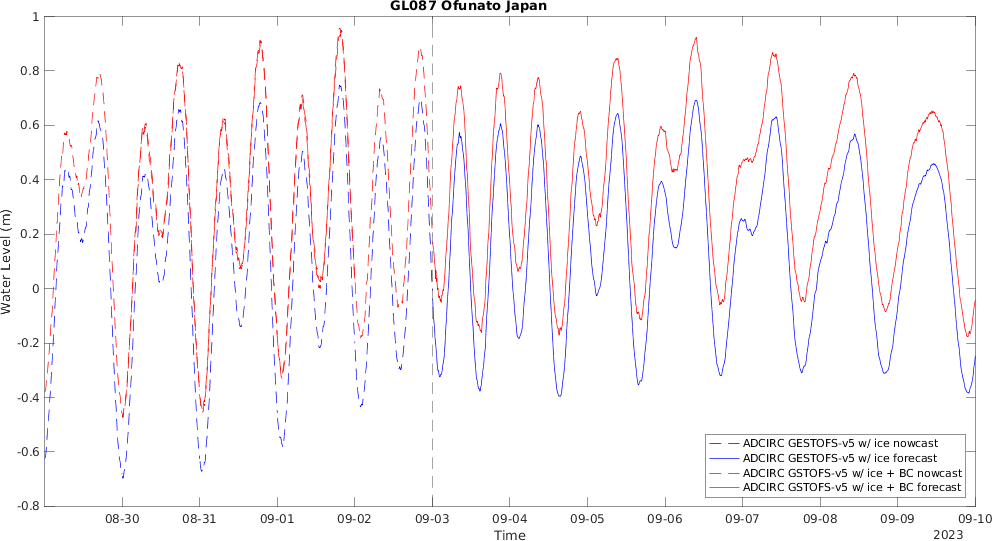 GL087 Ofunato Japan
1
0.8
0.6
0.4
0.2
0
-0.2
-0.4
-0.6
-0.8
Water Level (m)
08-30 08-31 09-01 09-02 09-03 09-04 09-05 09-06 09-07 09-08 09-09 09-10
Time
2023
ADCIRC GESTOFS-v5 w/ ice nowcast
ADCIRC GESTOFS-v5 w/ ice forecast
ADCIRC GSTOFS-v5 w/ ice + BC nowcast
ADCIRC GSTOFS-v5 w/ ice + BC forecast